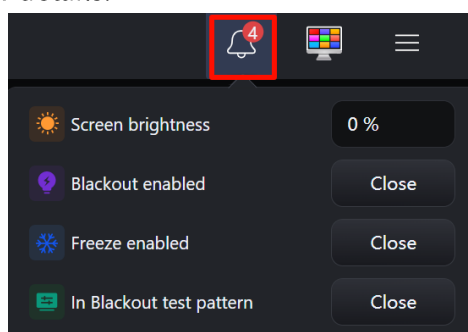 4
Screen brightness 0 %
Blackout enabled Close
Freeze enabled Close
In Blackout test pattern Close